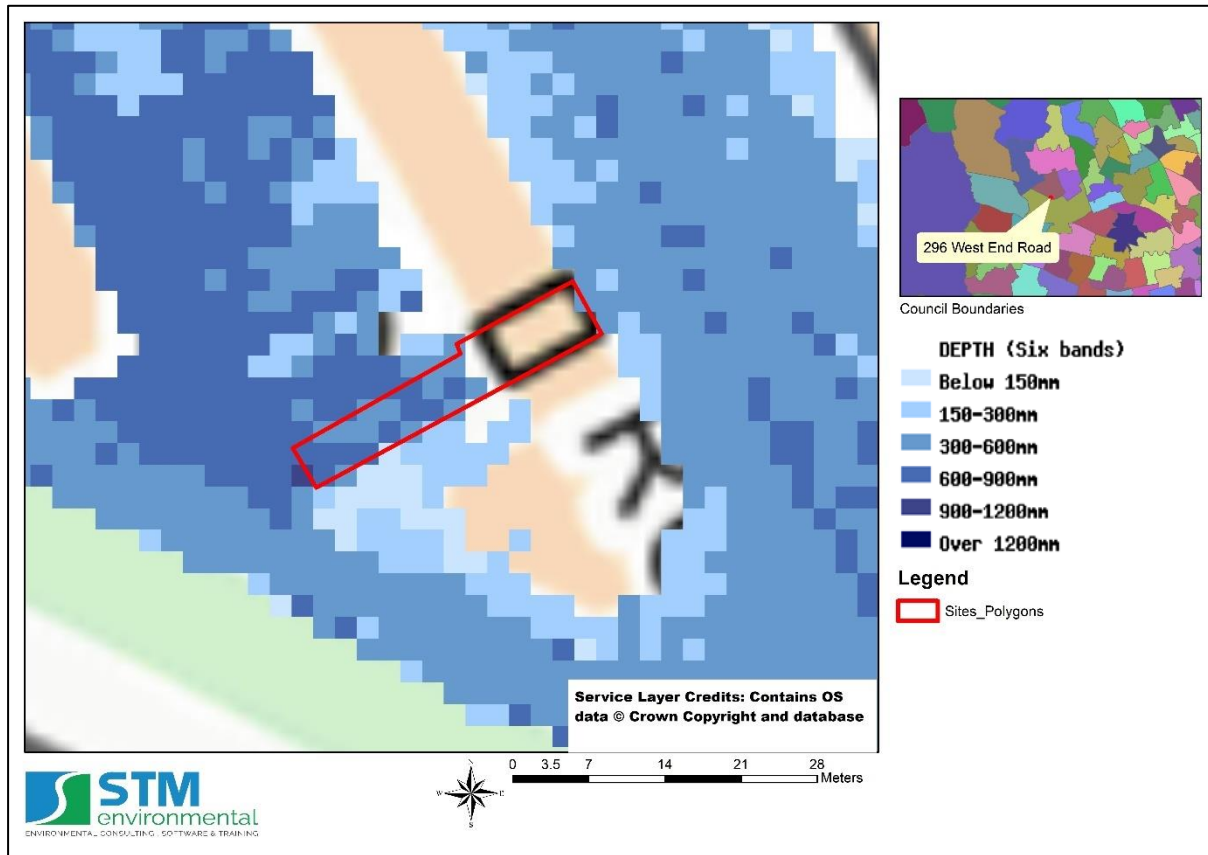 296 West End Road
Council Boundaries
DEPTH (Six bands)
Below 150mm
150-300mm
300-600mm
600-900mm
900-1200mm
Over 1200mm
Legend
Sites_Polygons
Service Layer Credits: Contains OS
data © Crown Copyright and database
STM
environmental
ENVIRONMENTAL CONSULTING, SOFTWARE & TRAINING
N
W E
S
0 3.5 7 14 21 28
Meters